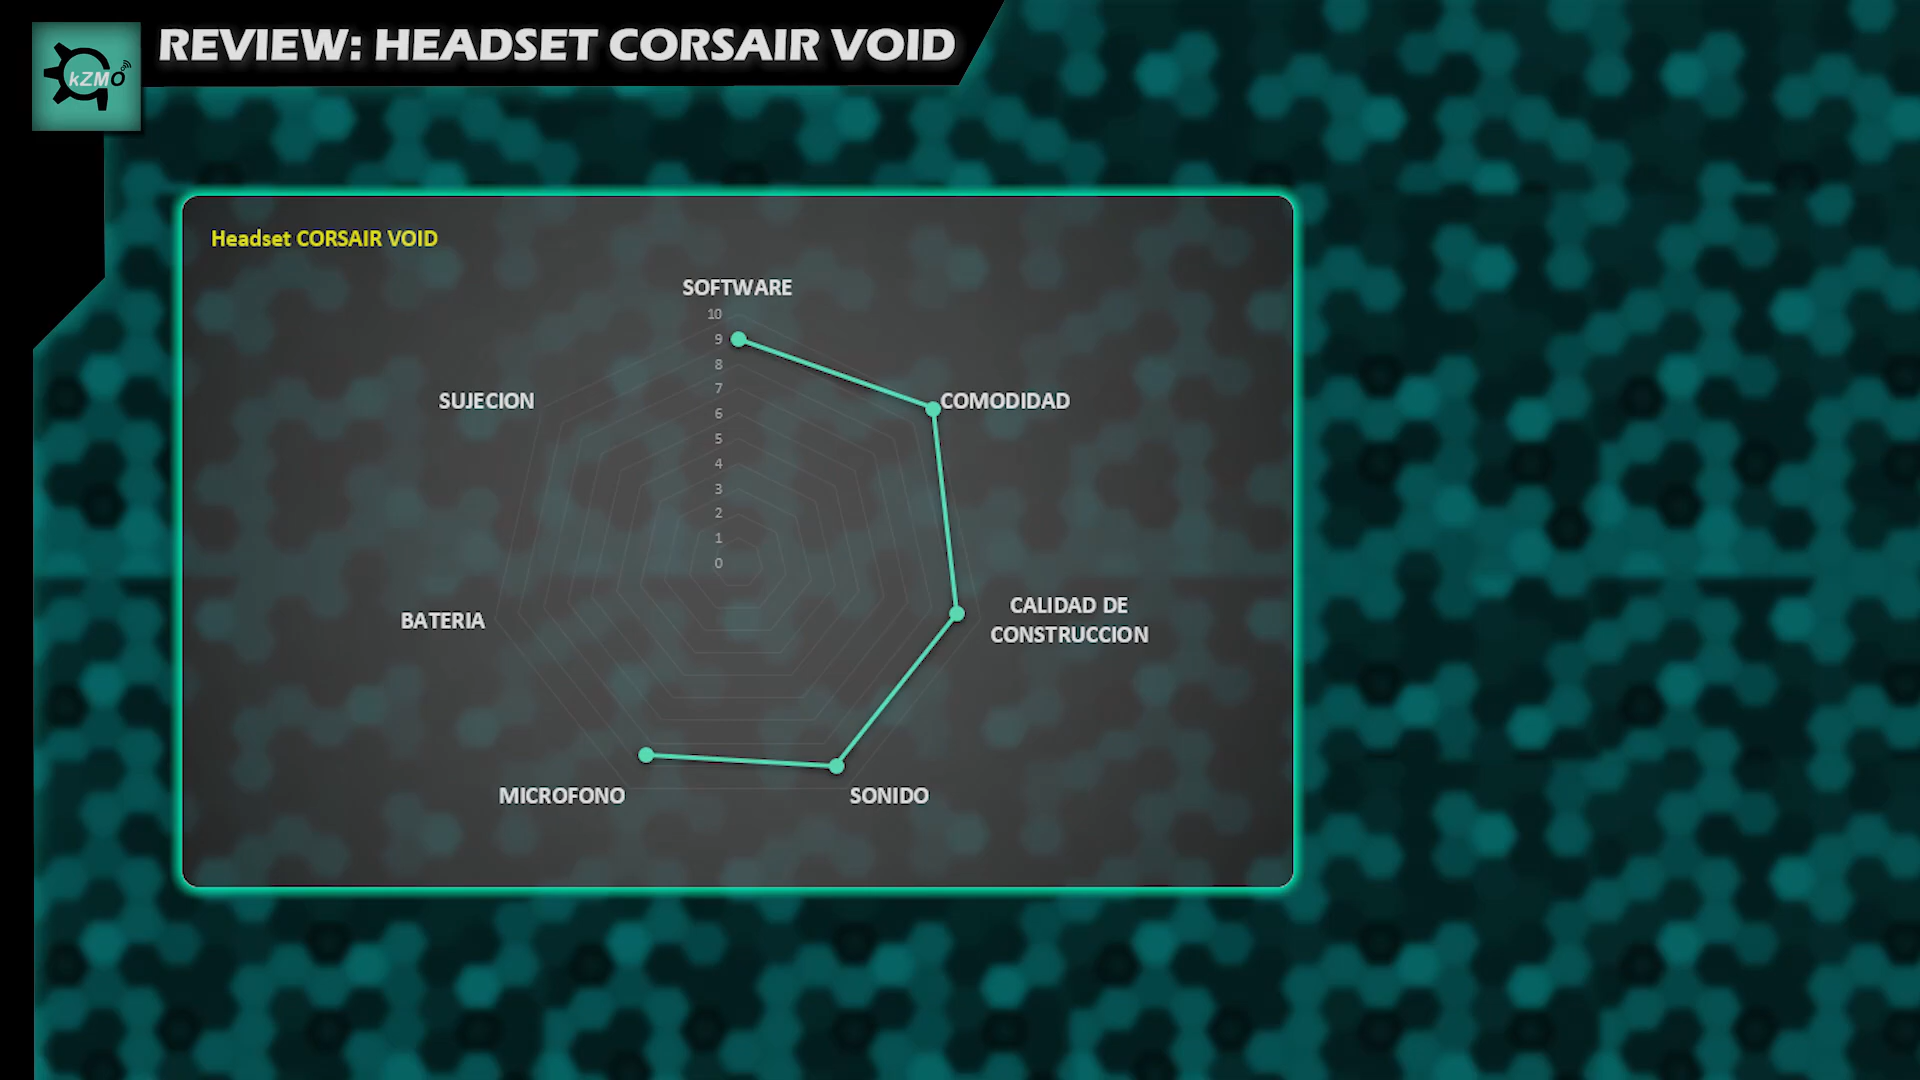 REVIEW: HEADSET CORSAIR VOID
kZMO
Headset CORSAIR VOID
SOFTWARE
10
9
8
7
6
5
4
3
2
1
0
SUJECION
COMODIDAD
BATERIA
CALIDAD DE
CONSTRUCCION
MICROFONO
SONIDO